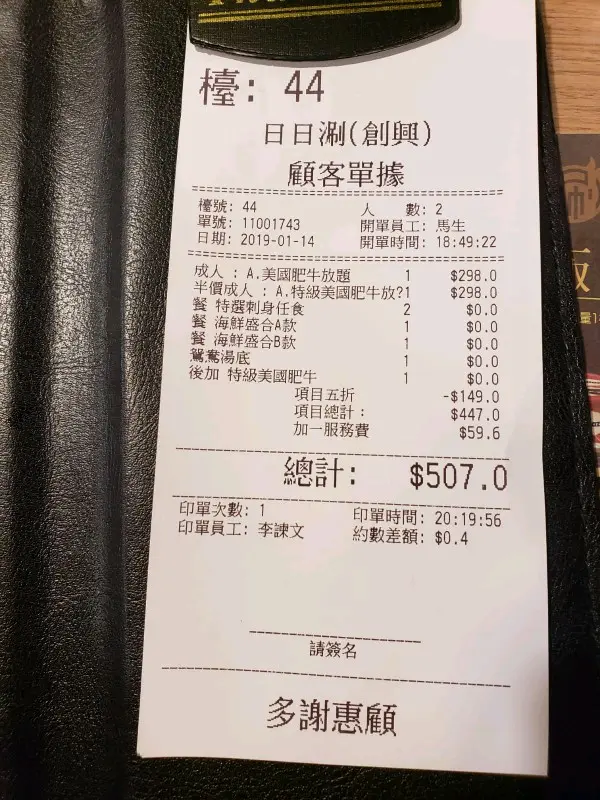 檯: 44
日日涮(創興)
顧客單據
檯號: 44 人 數: 2
單號: 11001743 開單員工: 馬生
日期: 2019-01-14 開單時間: 18:49:22
成人 : A.美國肥牛放題 1 $298.0
半價成人 : A.特級美國肥牛放?1 $298.0
餐 特選刺身任食 2 $0.0
餐 海鮮盛合A款 1 $0.0
餐 海鮮盛合B款 1 $0.0
鴛鴦湯底 1 $0.0
後加 特級美國肥牛 1 $0.0
項目五折 -$149.0
項目總計: $447.0
加一服務費 $59.6
總計: $507.0
印單次數: 1 印單時間: 20:19:56
印單員工: 李諫文 約數差額: $0.4
請簽名
多謝惠顧